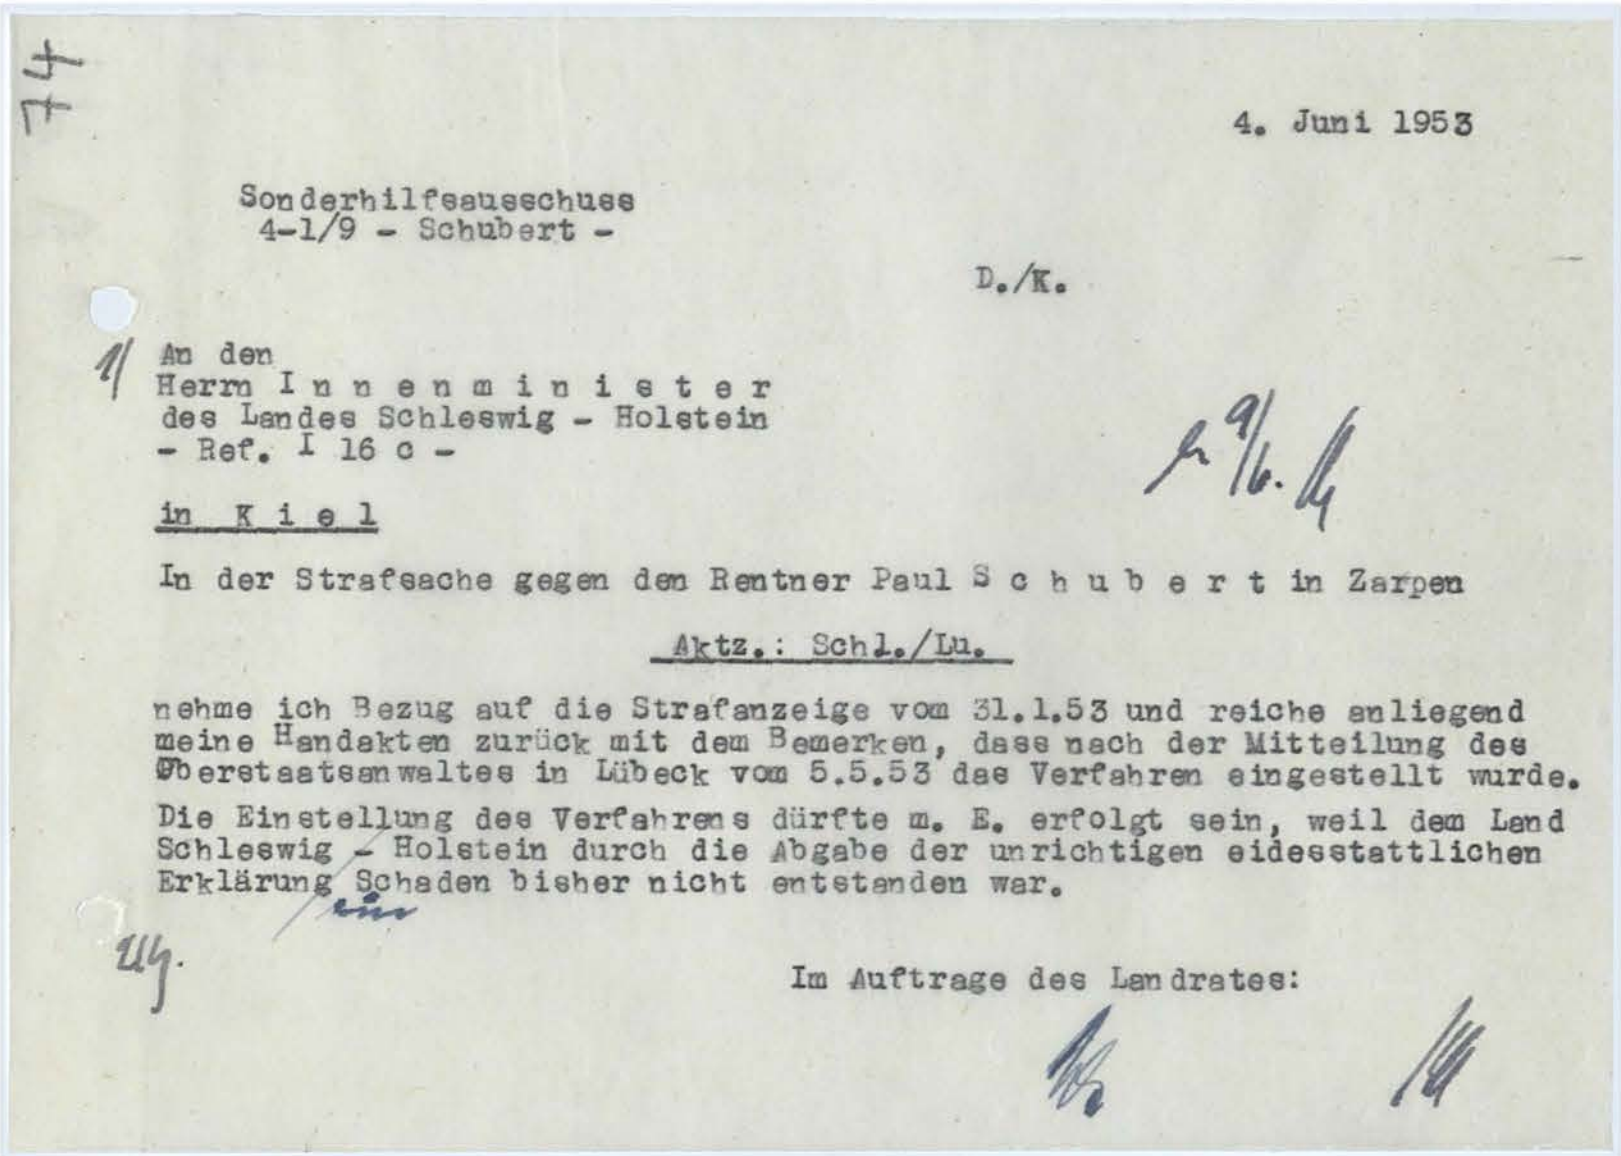 74
4. Juni 1953
Sonderhilfsausschuss
4-1/9 - Schubert -
D./K.
1/ An den
Herrn I n n e n m i n i s t e r
des Landes Schleswig - Holstein
- Ref. I 16 c -
9/6.
in K i e l
In der Strafsache gegen den Rentner Paul S c h u b e r t in Zarpen
Aktz.: Schl./Lu.
nehme ich Bezug auf die Strafanzeige vom 31.1.53 und reiche anliegend
meine Handakten zurück mit dem Bemerken, dass nach der Mitteilung des
Oberstaatsanwaltes in Lübeck vom 5.5.53 das Verfahren eingestellt wurde.
Die Einstellung des Verfahrens dürfte m. E. erfolgt sein, weil dem Land
Schleswig - Holstein durch die Abgabe der unrichtigen eidesstattlichen
Erklärung Schaden bisher nicht entstanden war.
ein
Im Auftrage des Landrates: